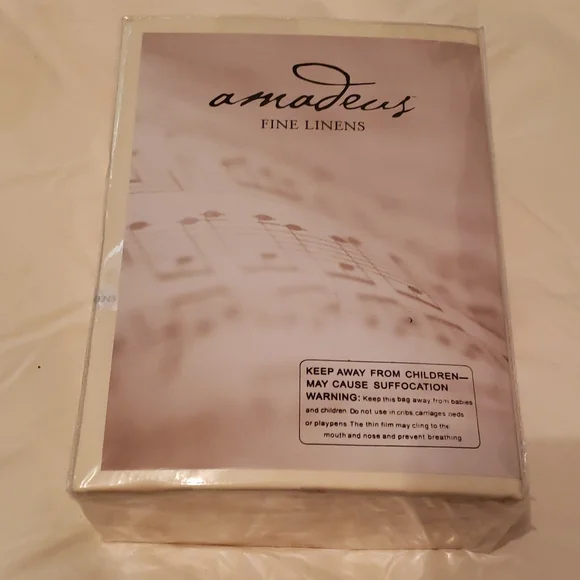 amadeus
FINE LINENS
KEEP AWAY FROM CHILDREN—
MAY CAUSE SUFFOCATION
WARNING: Keep this bag away from babies
and children. Do not use in cribs, carriages beds
or playpens. The thin film may cling to the
mouth and nose and prevent breathing